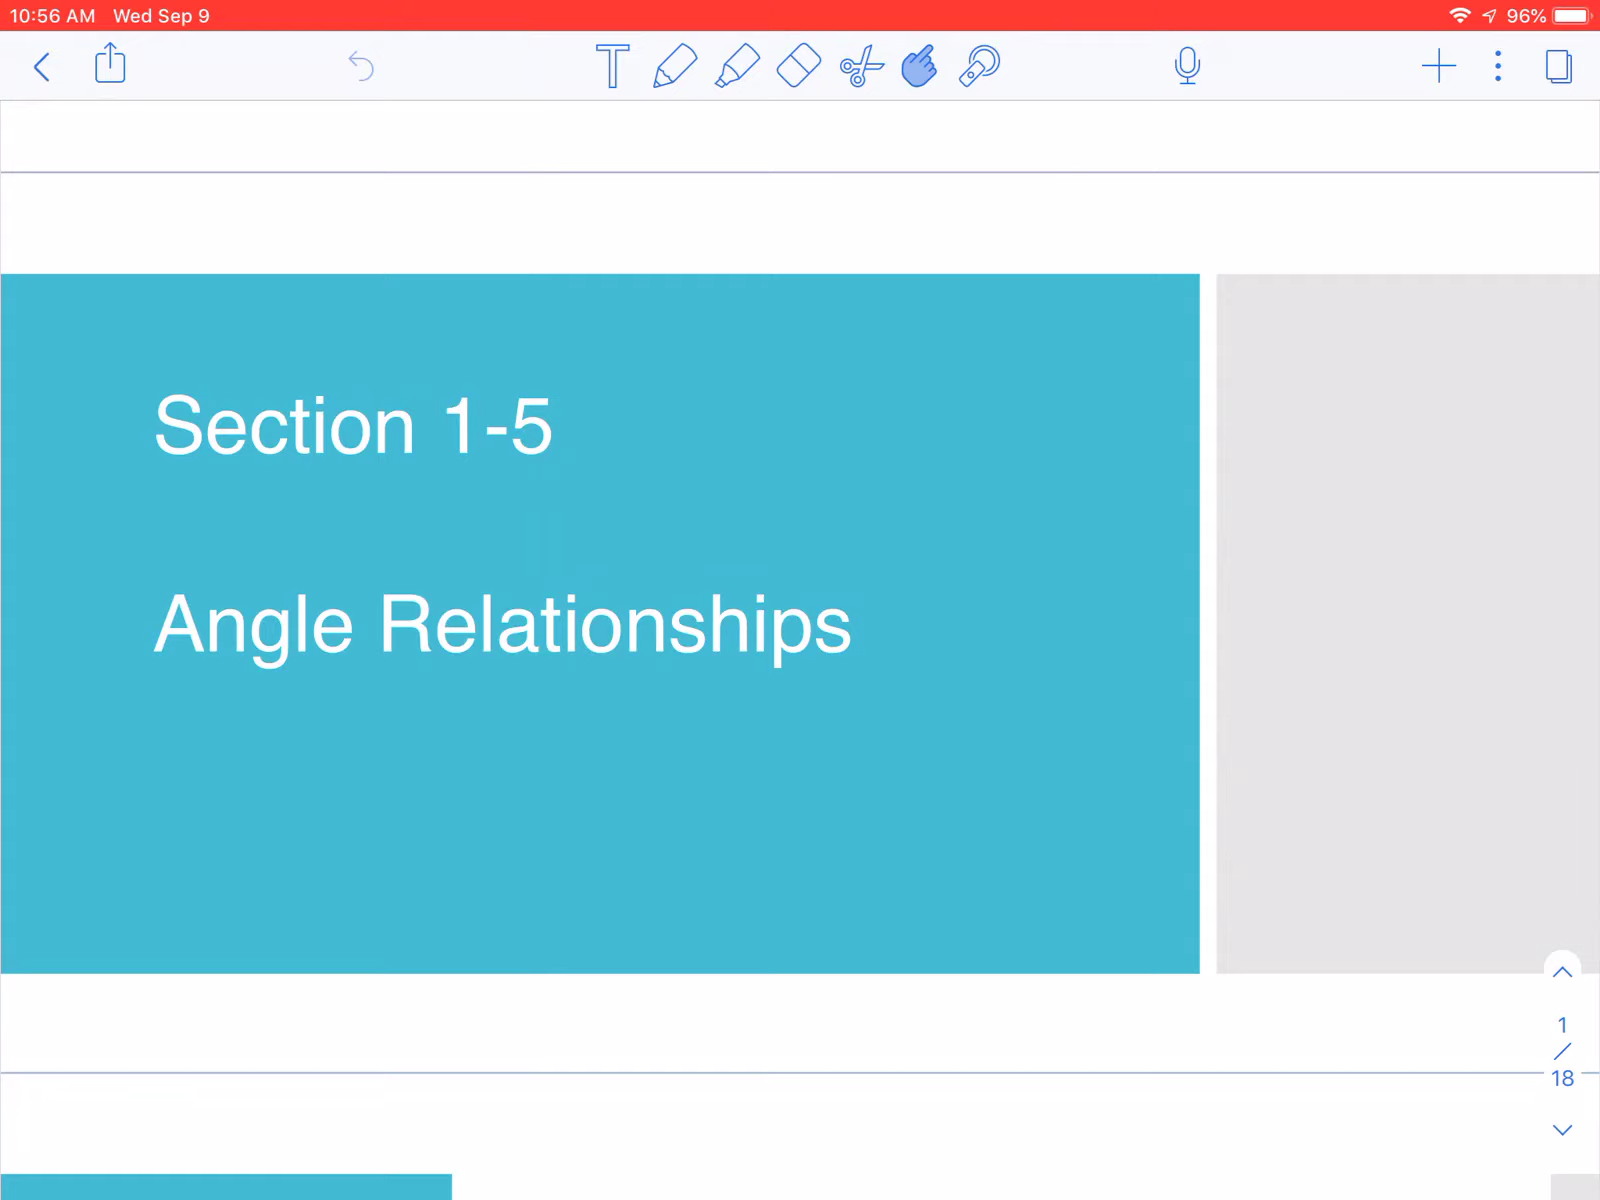 10:56 AM Wed Sep 9 96%
T
Section 1-5
Angle Relationships
1
/
18